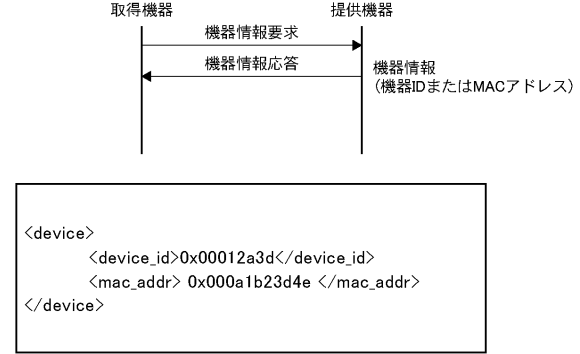 取得機器 提供機器
機器情報要求
機器情報応答
機器情報
(機器IDまたはMACアドレス)
<device>
<device_id>0x00012a3d</device_id>
<mac_addr> 0x000a1b23d4e </mac_addr>
</device>